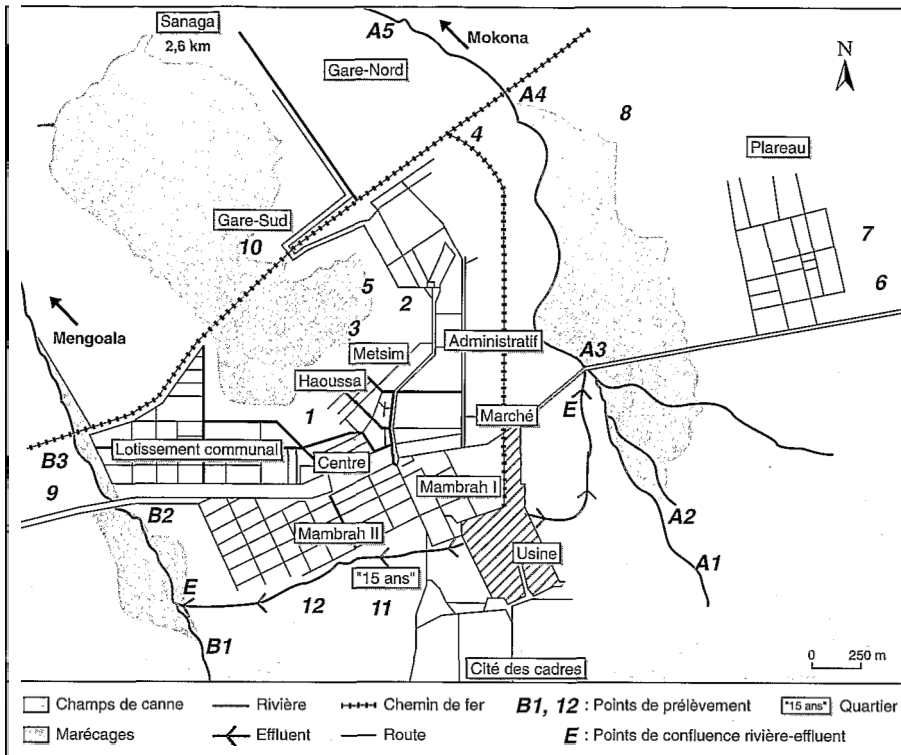 Sanaga
2,6 km
A5
Mokona
Gare-Nord
N
A4
8
4
Plareau
Gare-Sud
10
7
5
2
6
3
Mengoala
Administratif
Metsim
A3
Haoussa
E
1
Marché
Lotissement communal
B3
Centre
Mambrah I
9
B2
A2
Mambrah II
Usine
A1
"15 ans"
E
12
11
B1
0 250 m
Cité des cadres
Champs de canne
Rivière
Chemin de fer
B1, 12 : Points de prélèvement
"15 ans" Quartier
Marécages
Effluent
Route
E : Points de confluence rivière-effluent